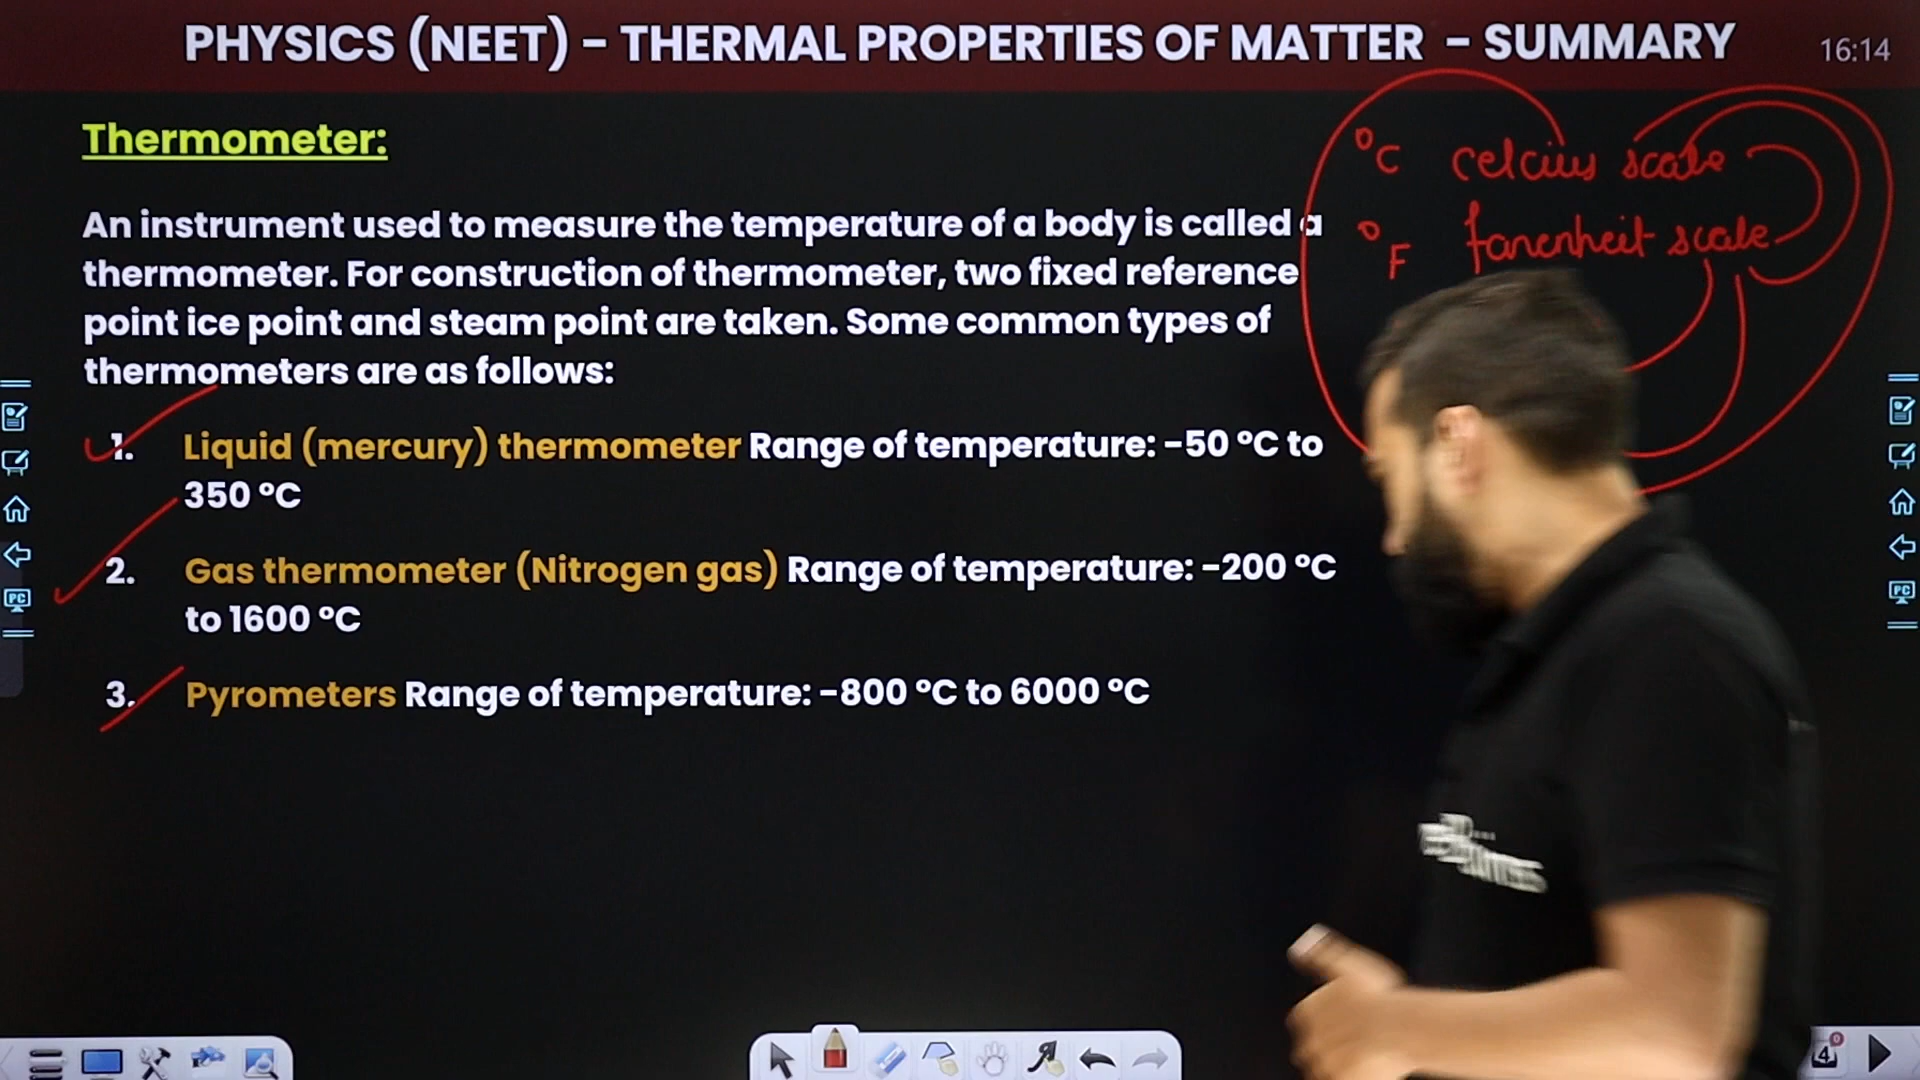 PHYSICS (NEET) – THERMAL PROPERTIES OF MATTER – SUMMARY
16:14
Thermometer:
°C celcius scale
°F farenheit scale
An instrument used to measure the temperature of a body is called a
thermometer. For construction of thermometer, two fixed reference
point ice point and steam point are taken. Some common types of
thermometers are as follows:
1. Liquid (mercury) thermometer Range of temperature: −50 °C to
350 °C
2. Gas thermometer (Nitrogen gas) Range of temperature: −200 °C
to 1600 °C
3. Pyrometers Range of temperature: −800 °C to 6000 °C
PC
PC
4
0